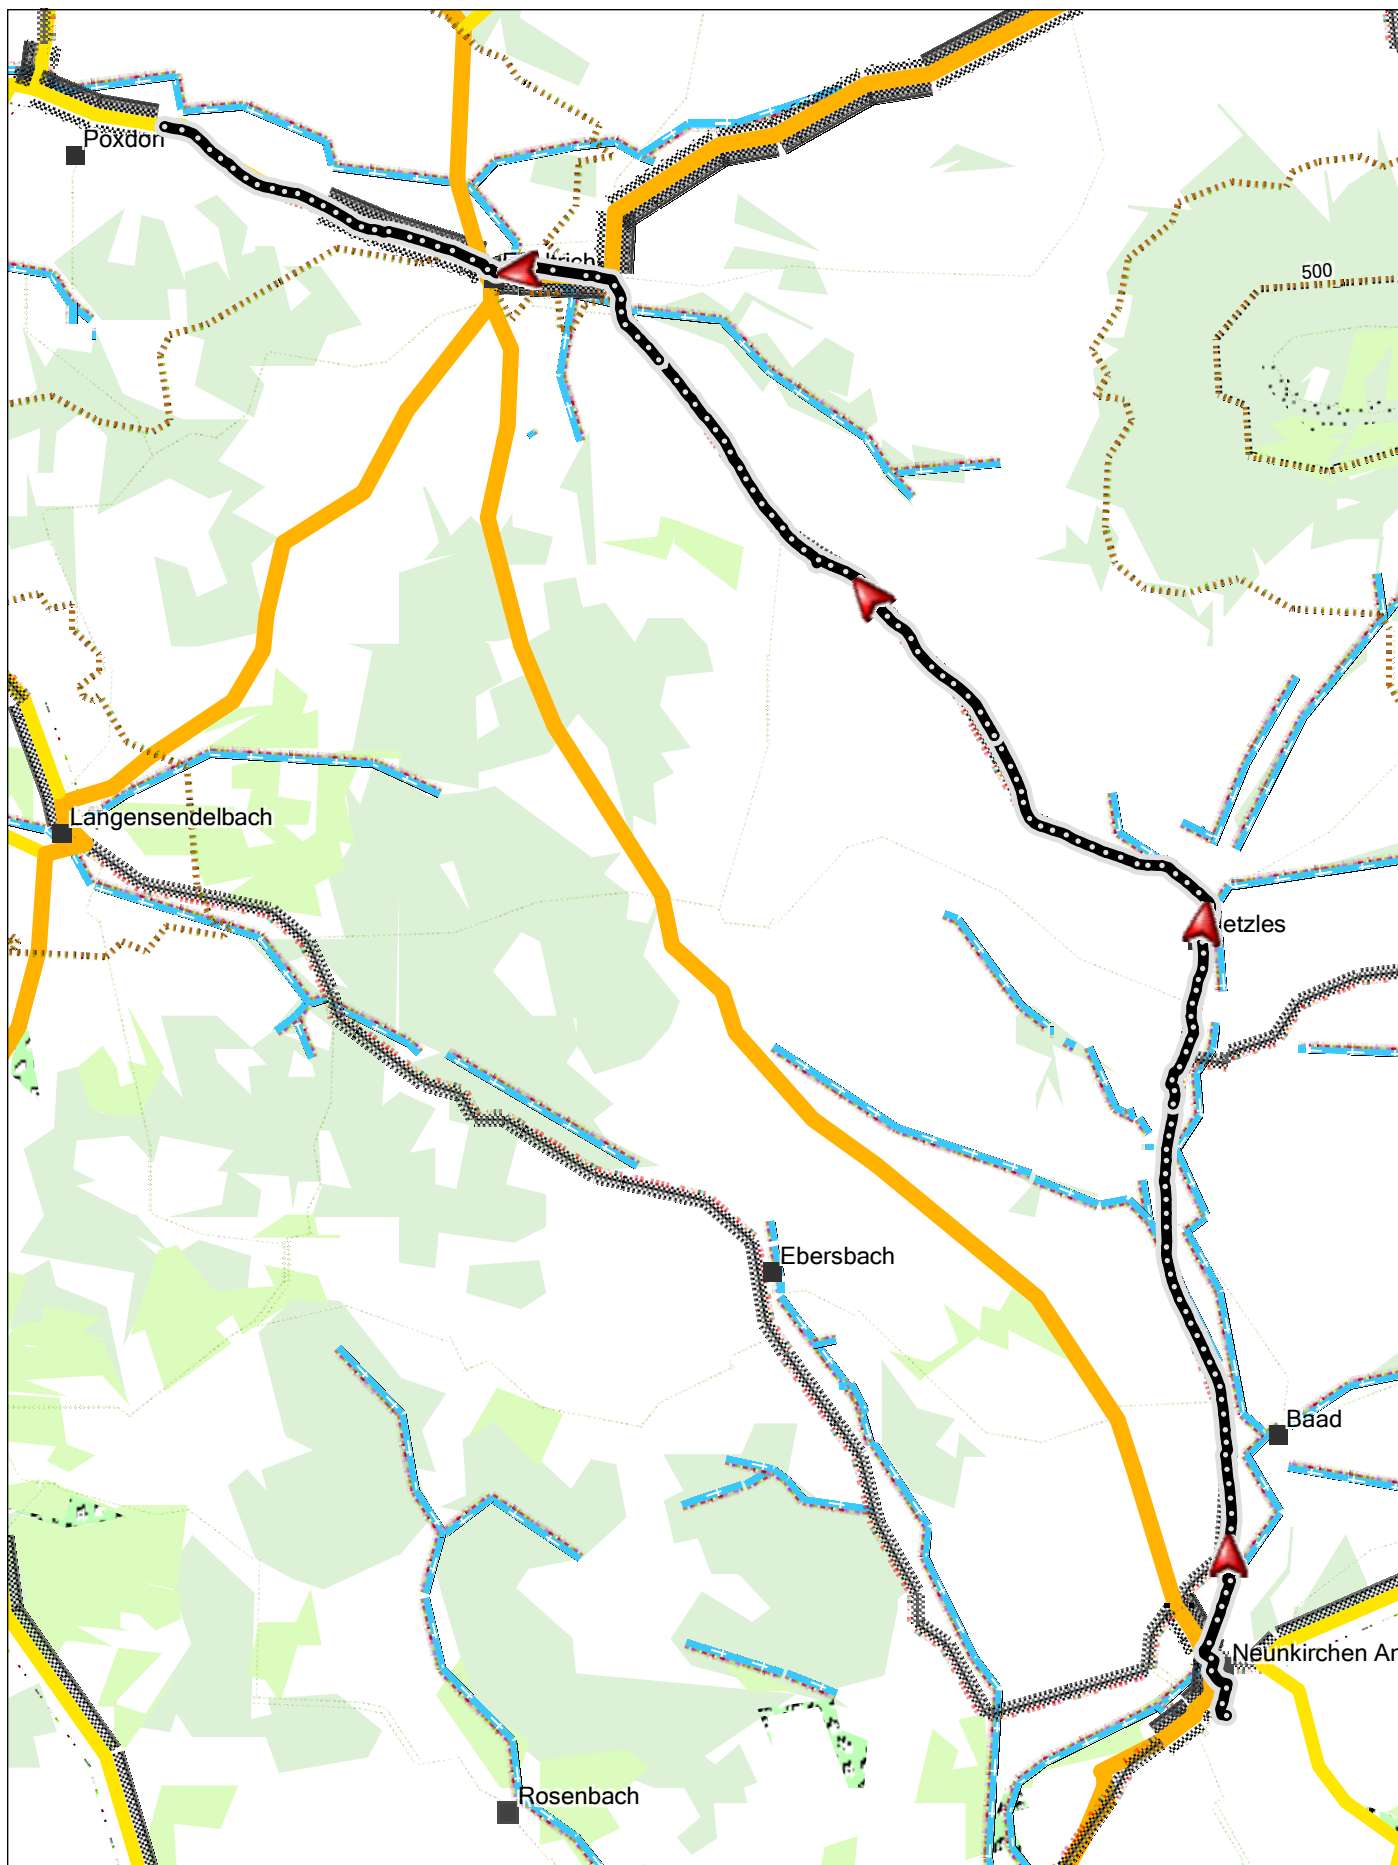 Poxdorf
500
Langensendelbach
etzles
Ebersbach
Baad
Neunkirchen Ar
Rosenbach